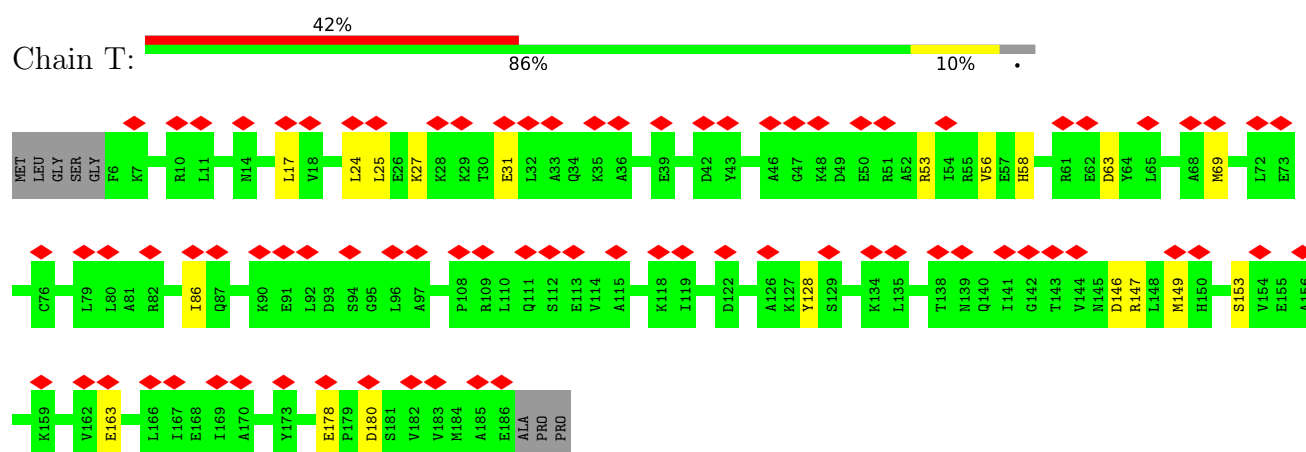 42%
Chain T:
86% 10% •
MET LEU GLY SER GLY F6 K7 R10 L11 N14 L17 V18 L24 L25 E26 K27 K28 K29 T30 E31 L32 A33 Q34 K35 A36 E39 D42 Y43 A46 G47 K48 D49 E50 R51 A52 R53 I54 R55 V56 E57 H58 R61 E62 D63 Y64 L65 A68 M69 L72 E73
C76 L79 L80 A81 R82 I86 Q87 K90 E91 L92 D93 S94 G95 L96 A97 P108 R109 L110 Q111 S112 E113 V114 A115 K118 I119 D122 A126 K127 Y128 S129 K134 L135 T138 N139 Q140 I141 G142 T143 V144 N145 D146 R147 L148 M149 H150 S153 V154 E155 A156
K159 V162 E163 L166 I167 E168 I169 A170 Y173 E178 P179 D180 S181 V182 V183 M184 A185 E186 ALA PRO PRO